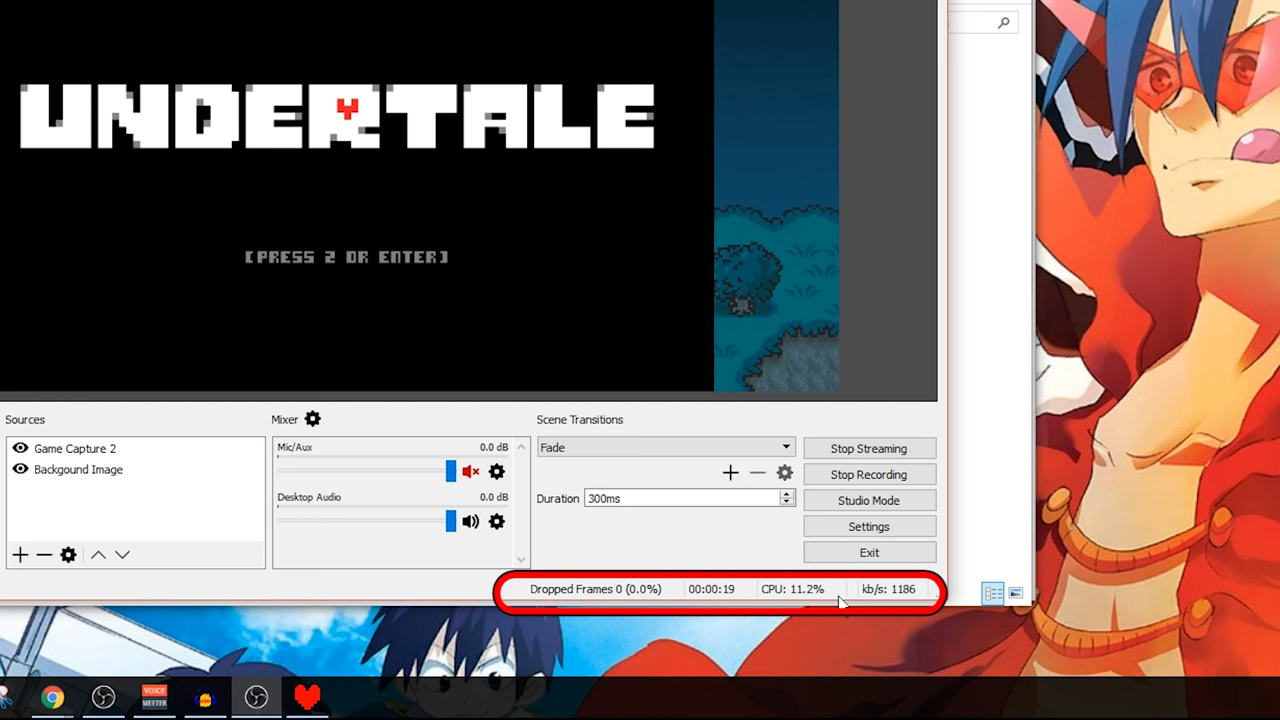 UNDERTALE
[PRESS Z OR ENTER]
Sources
Mixer
Scene Transitions
Game Capture 2
Backgound Image
Mic/Aux
0.0 dB
Desktop Audio
0.0 dB
Fade
Duration
300ms
Stop Streaming
Stop Recording
Studio Mode
Settings
Exit
Dropped Frames 0 (0.0%)
00:00:19
CPU: 11.2%
kb/s: 1186
VOICE
MEETER